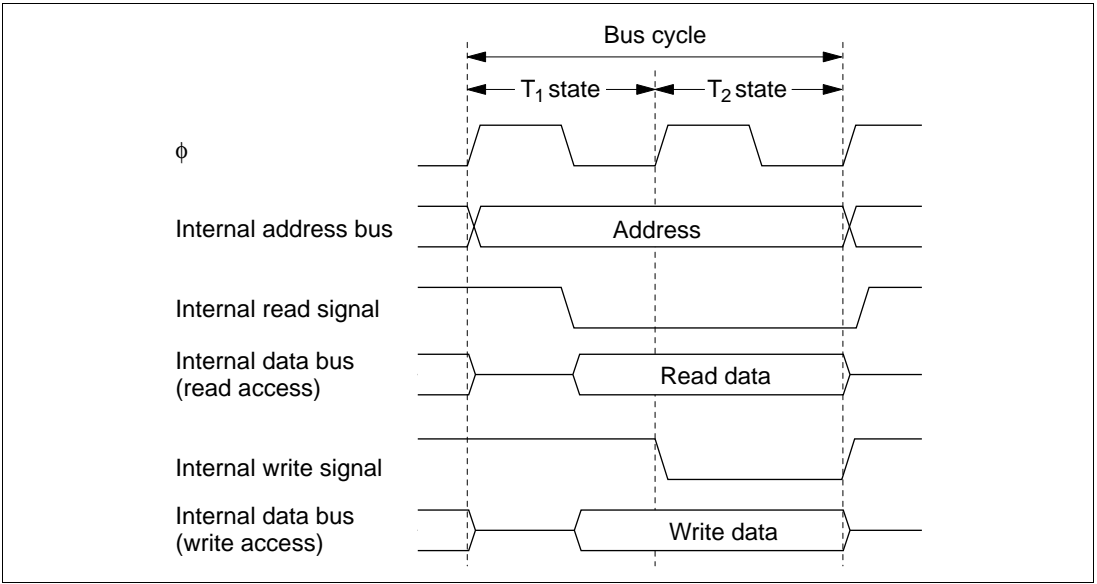 Bus cycle
T1 state
T2 state
ϕ
Internal address bus
Address
Internal read signal
Internal data bus
(read access)
Read data
Internal write signal
Internal data bus
(write access)
Write data